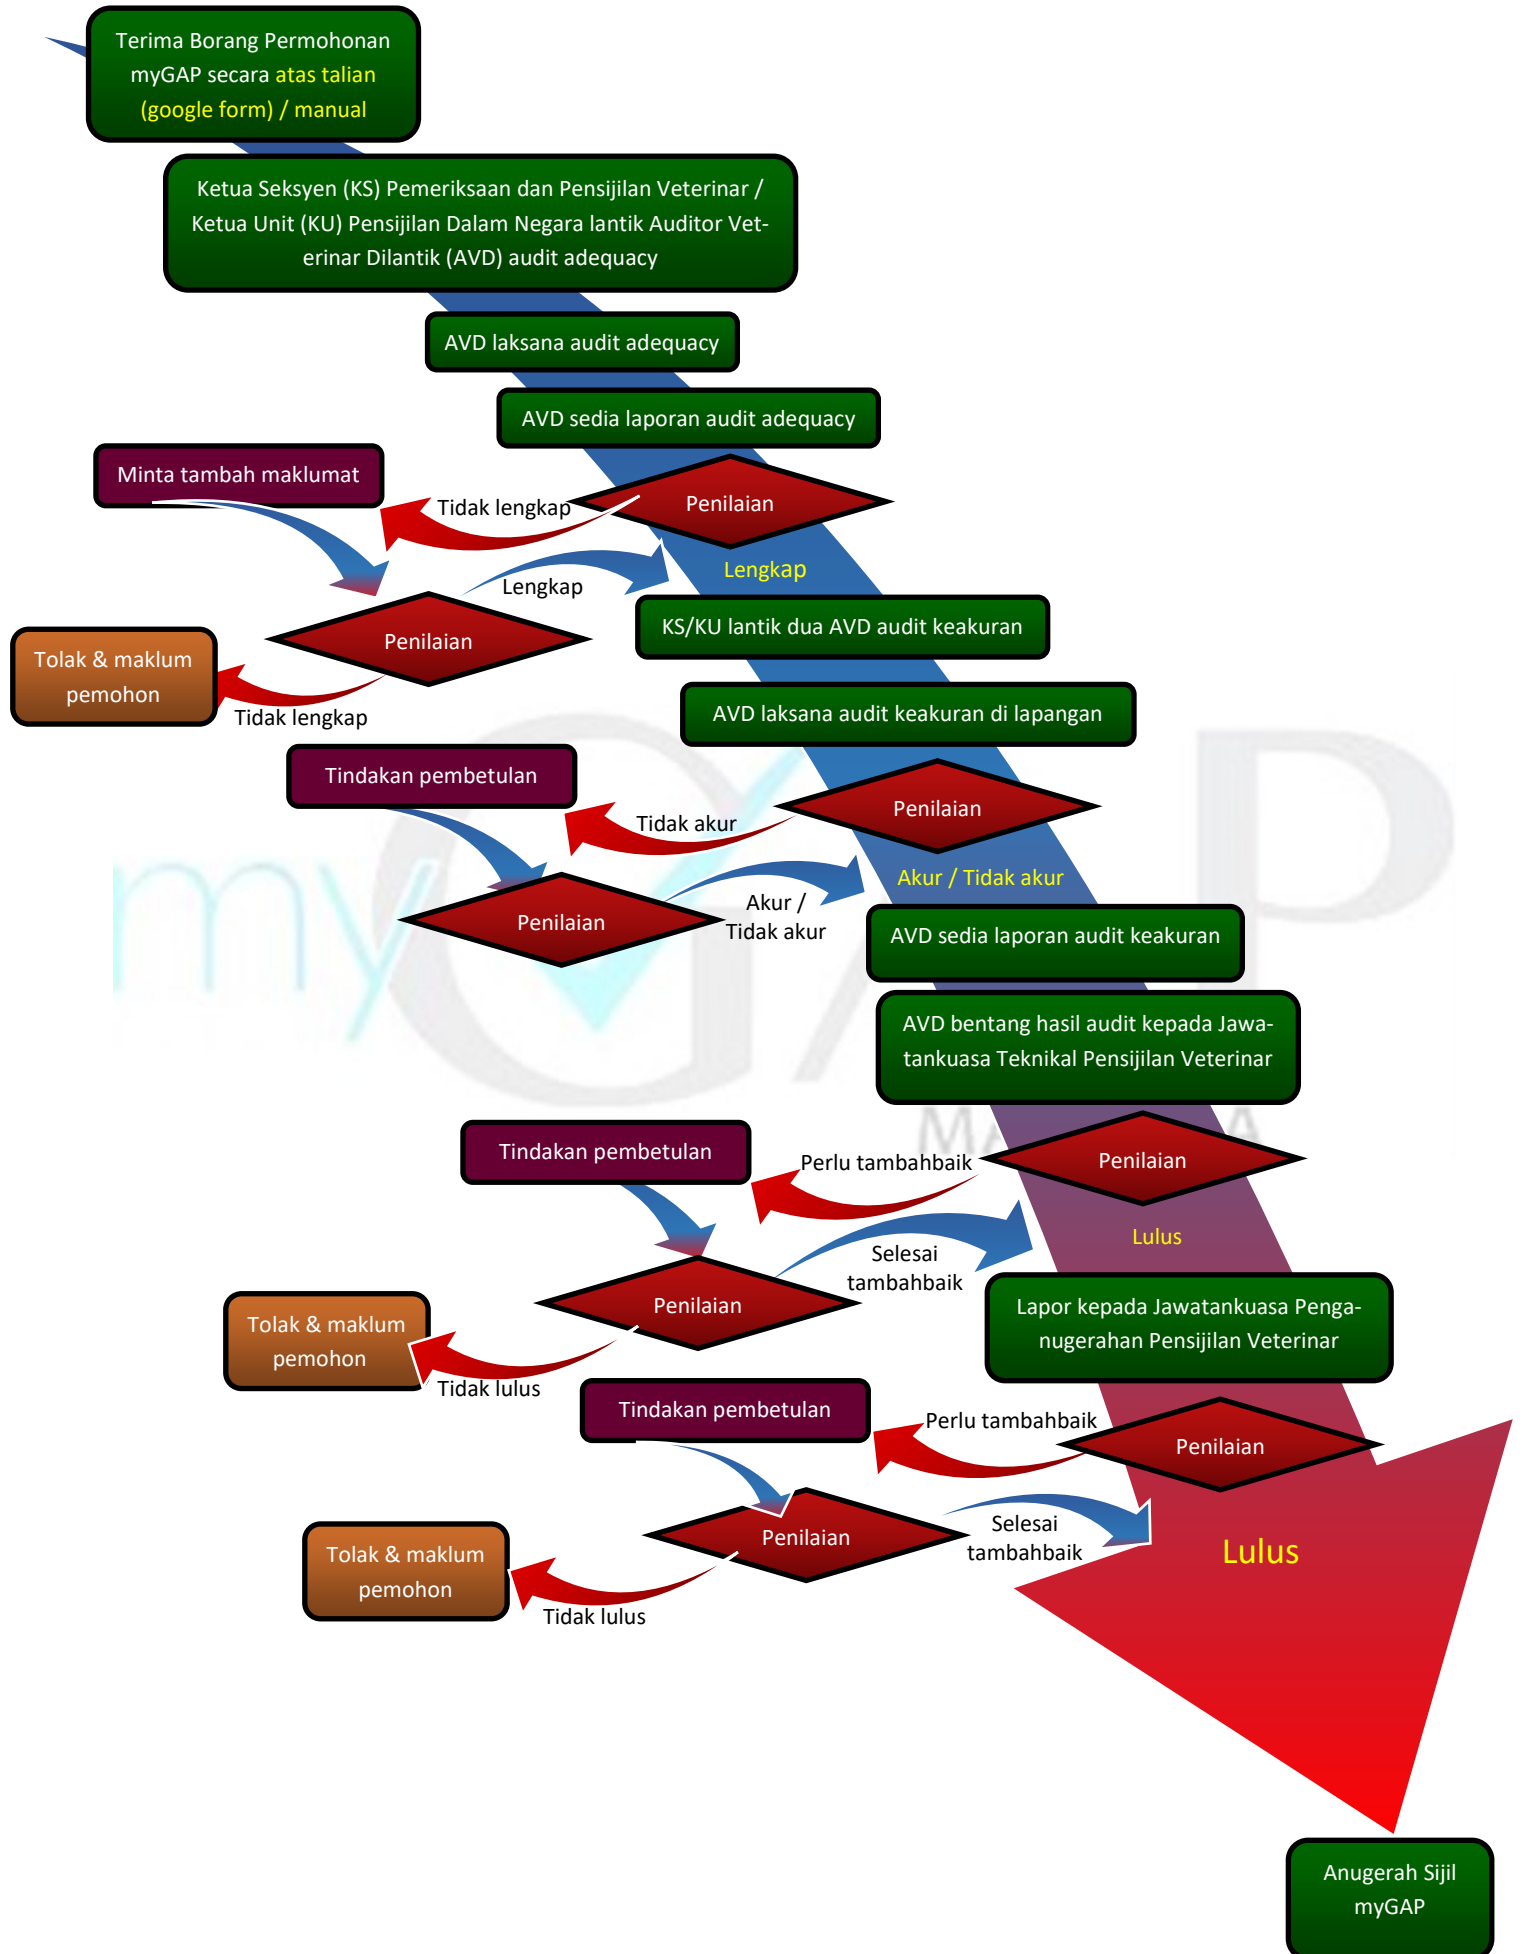 Terima Borang Permohonan
myGAP secara atas talian
(google form) / manual
Ketua Seksyen (KS) Pemeriksaan dan Pensijilan Veterinar /
Ketua Unit (KU) Pensijilan Dalam Negara lantik Auditor Vet-
erinar Dilantik (AVD) audit adequacy
AVD laksana audit adequacy
AVD sedia laporan audit adequacy
Minta tambah maklumat
Tidak lengkap
Penilaian
Lengkap
Lengkap
Penilaian
KS/KU lantik dua AVD audit keakuran
Tolak & maklum
pemohon
Tidak lengkap
AVD laksana audit keakuran di lapangan
Tindakan pembetulan
Tidak akur
Penilaian
Akur / Tidak akur
Penilaian
Akur /
Tidak akur
AVD sedia laporan audit keakuran
AVD bentang hasil audit kepada Jawa-
tankuasa Teknikal Pensijilan Veterinar
Tindakan pembetulan
Perlu tambahbaik
Penilaian
Lulus
Selesai
tambahbaik
Penilaian
Lapor kepada Jawatankuasa Penga-
nugerahan Pensijilan Veterinar
Tolak & maklum
pemohon
Tidak lulus
Tindakan pembetulan
Perlu tambahbaik
Penilaian
Selesai
tambahbaik
Penilaian
Lulus
Tolak & maklum
pemohon
Tidak lulus
Anugerah Sijil
myGAP
myGAP